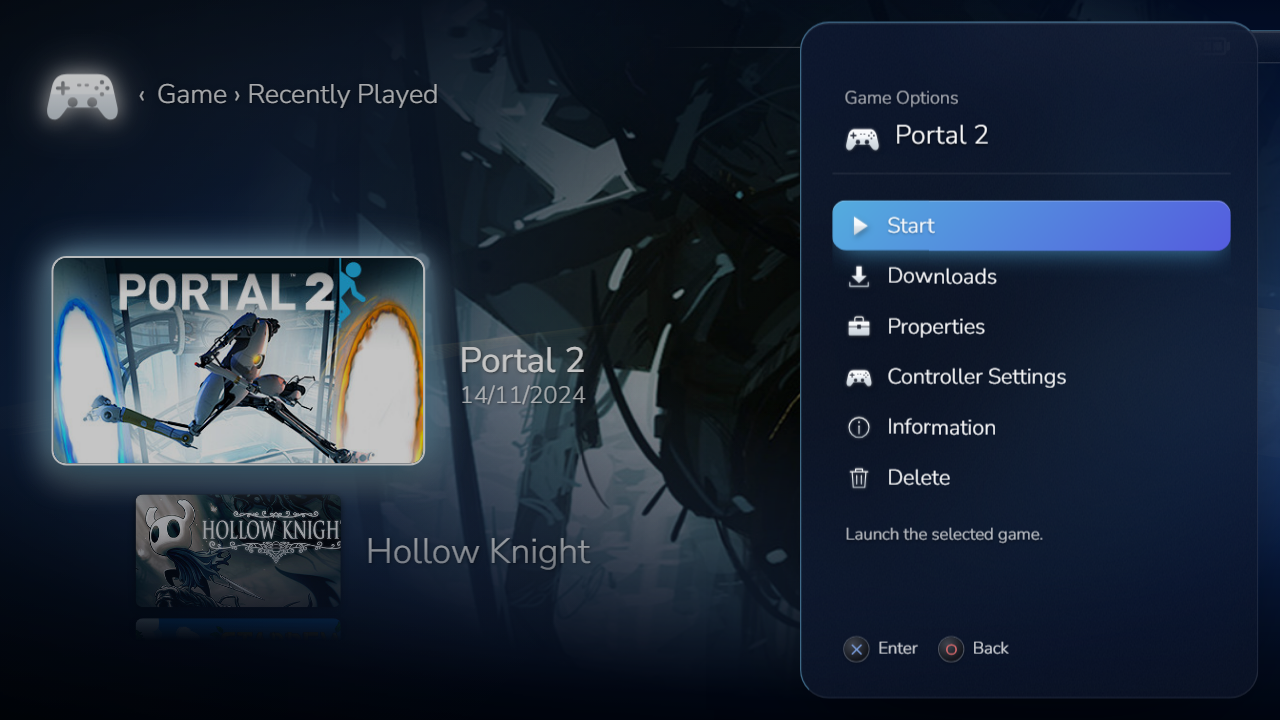 ‹ Game › Recently Played
PORTAL 2
Portal 2
14/11/2024
HOLLOW KNIGH
Hollow Knight
Game Options
Portal 2
Start
Downloads
Properties
Controller Settings
Information
Delete
Launch the selected game.
Enter
Back